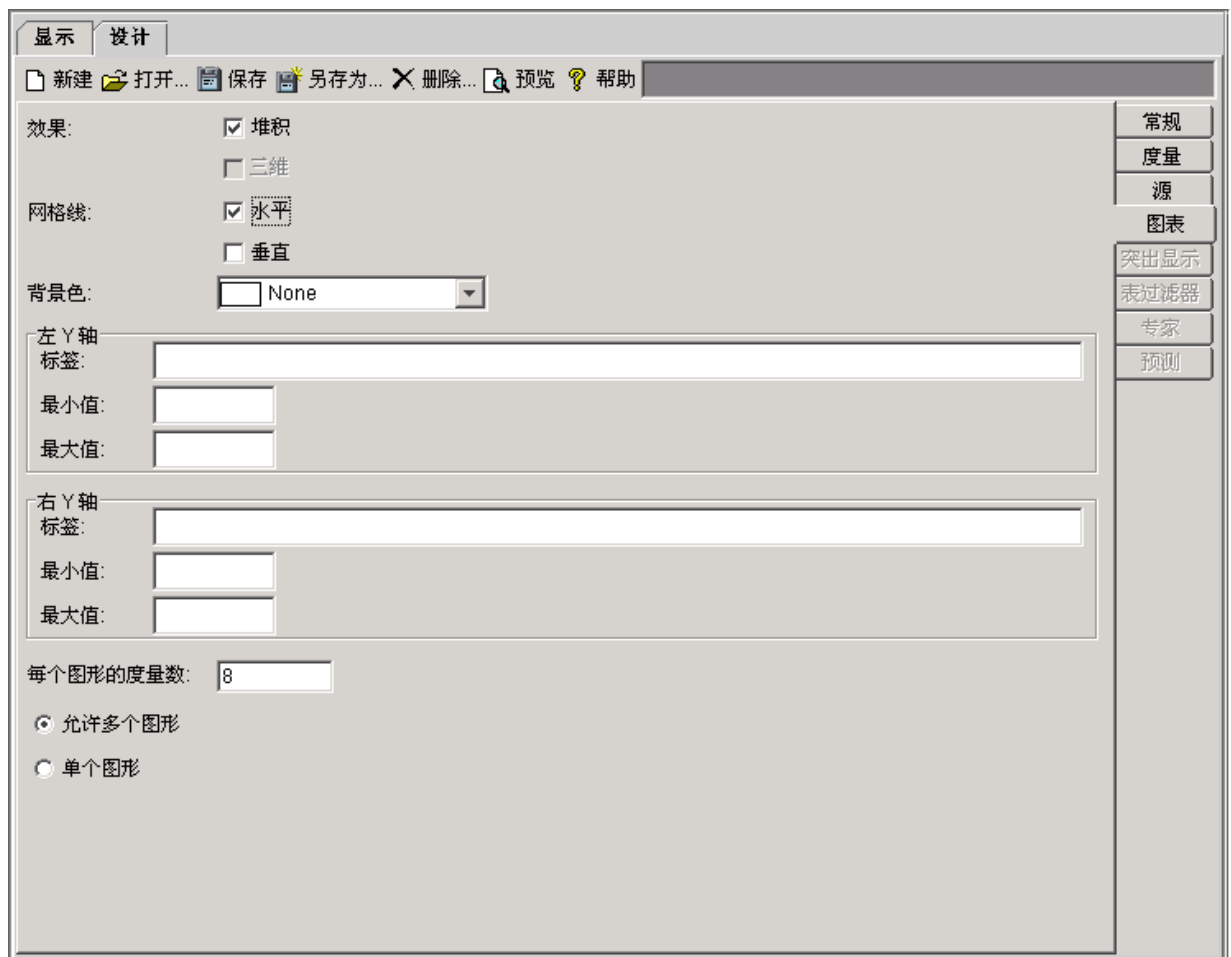 显示 设计
新建 打开... 保存 另存为... 删除... 预览 帮助
效果: 堆积
三维
网格线: 水平
垂直
背景色: None
左 Y 轴
标签:
最小值:
最大值:
右 Y 轴
标签:
最小值:
最大值:
每个图形的度量数: 8
允许多个图形
单个图形
常规
度量
源
图表
突出显示
表过滤器
专家
预测